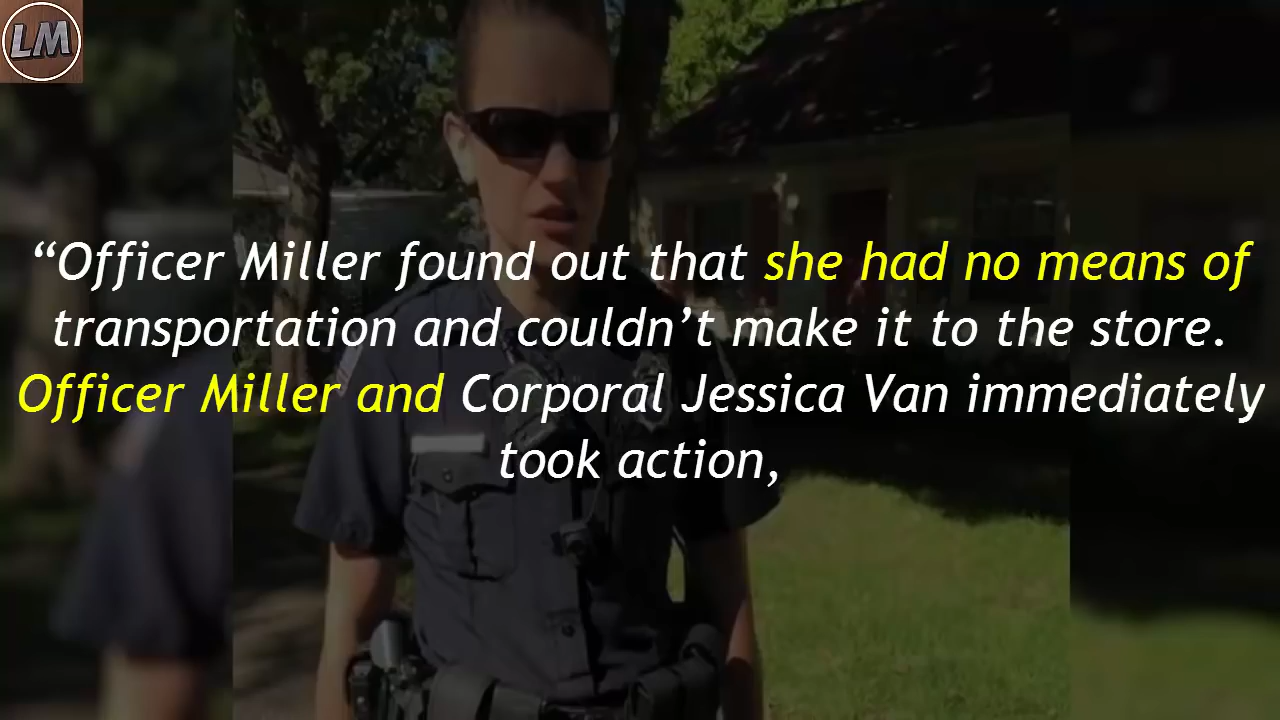 LM
“Officer Miller found out that she had no means of
transportation and couldn’t make it to the store.
Officer Miller and Corporal Jessica Van immediately
took action,